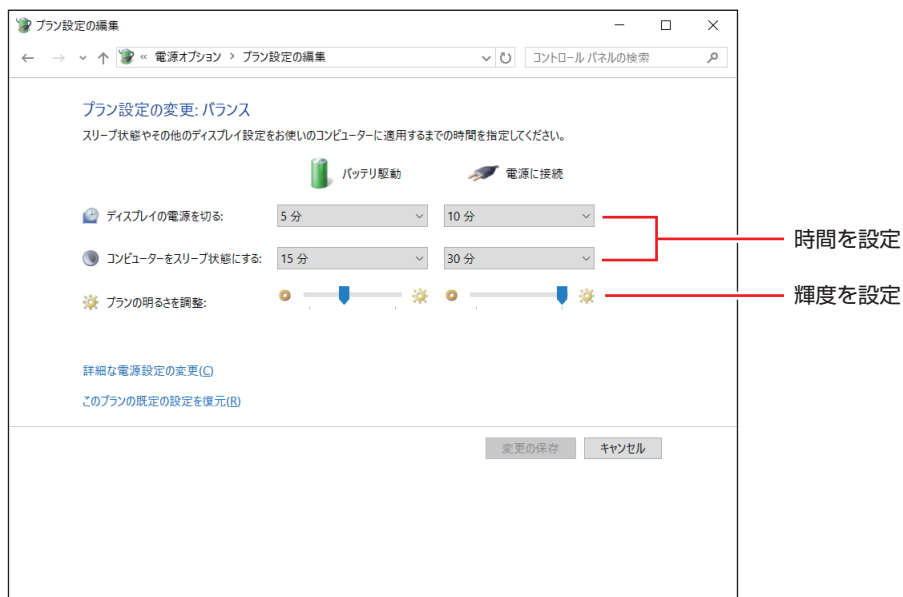 プラン設定の編集
« 電源オプション > プラン設定の編集
コントロール パネルの検索
プラン設定の変更: バランス
スリープ状態やその他のディスプレイ設定をお使いのコンピューターに適用するまでの時間を指定してください。
バッテリ駆動 電源に接続
ディスプレイの電源を切る: 5 分 10 分
時間を設定
コンピューターをスリープ状態にする: 15 分 30 分
プランの明るさを調整:
輝度を設定
詳細な電源設定の変更(C)
このプランの既定の設定を復元(R)
変更の保存 キャンセル